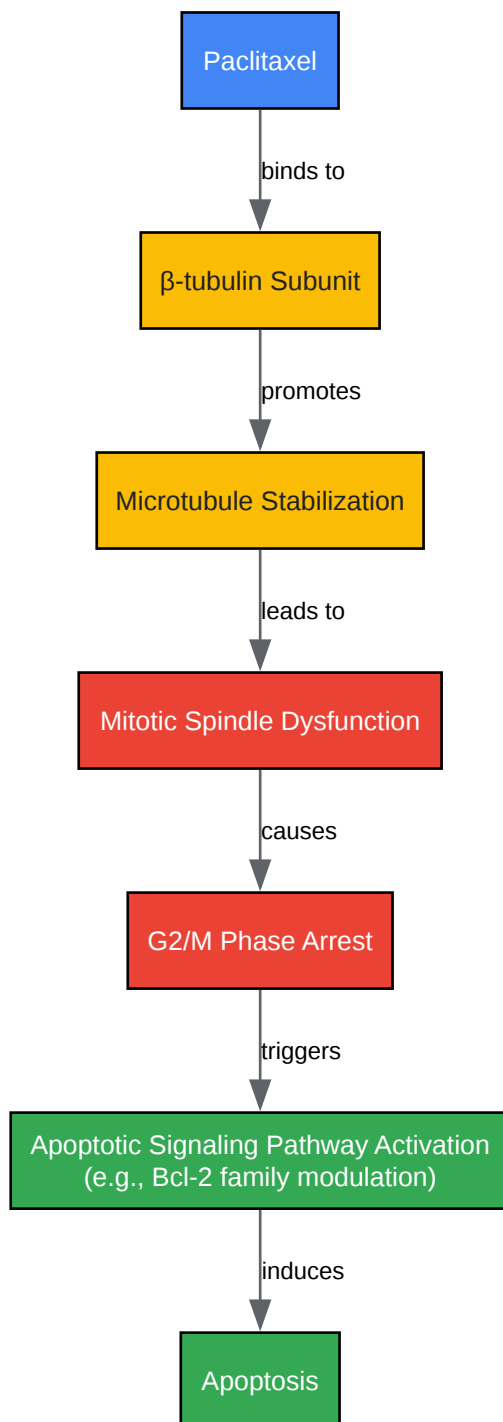 Paclitaxel
binds to
β-tubulin Subunit
promotes
Microtubule Stabilization
leads to
Mitotic Spindle Dysfunction
causes
G2/M Phase Arrest
triggers
Apoptotic Signaling Pathway Activation
(e.g., Bcl-2 family modulation)
induces
Apoptosis